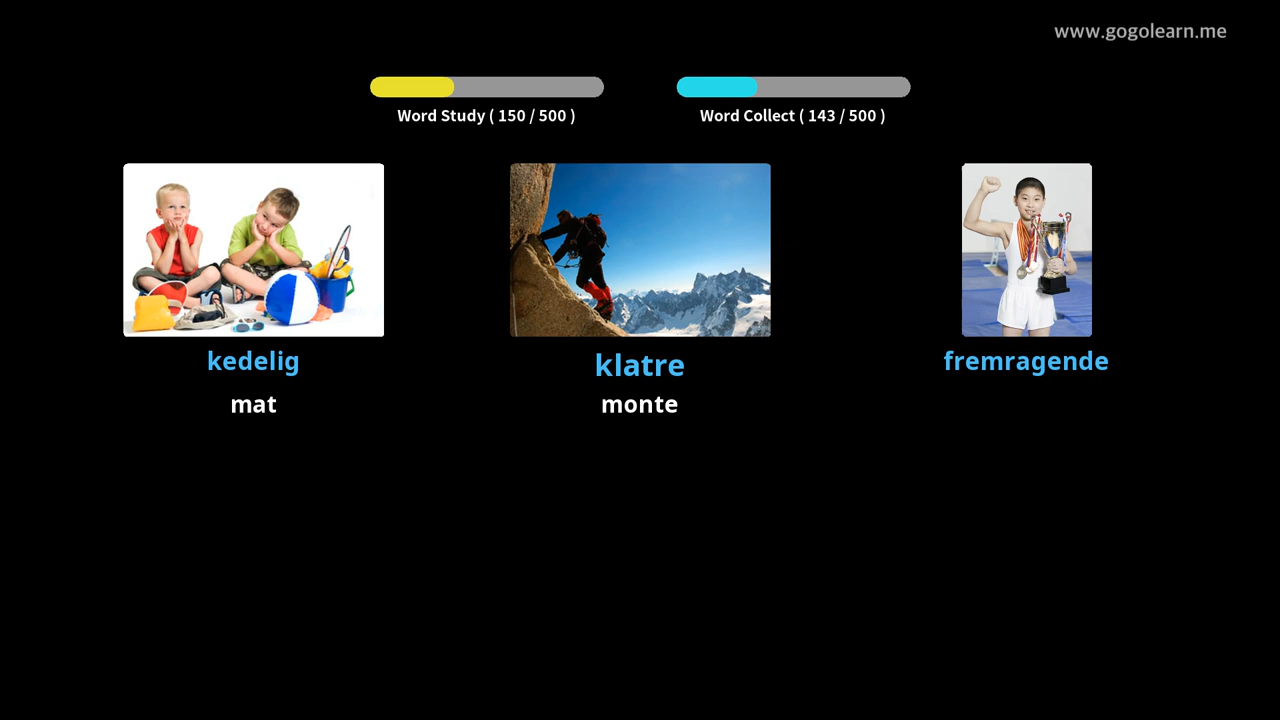 www.gogolearn.me
Word Study ( 150 / 500 )
Word Collect ( 143 / 500 )
kedelig
klatre
fremragende
mat
monte